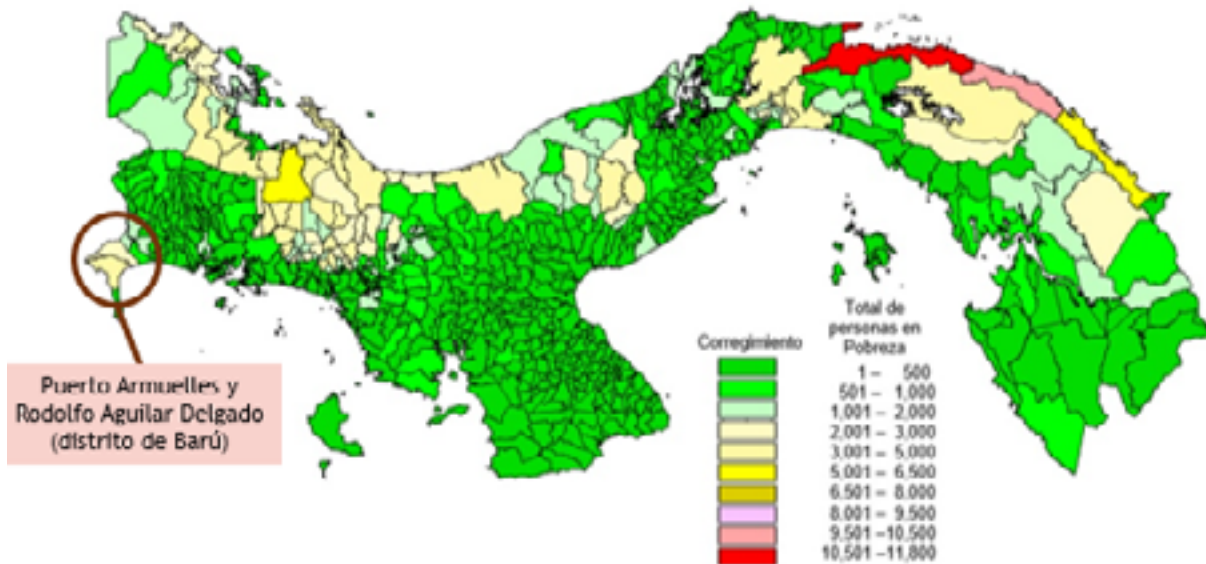 Puerto Armuelles y
Rodolfo Aguilar Delgado
(distrito de Barú)
Corregimiento
Total de
personas en
Pobreza
1 – 500
501 – 1,000
1,001 – 2,000
2,001 – 3,000
3,001 – 5,000
5,001 – 6,500
6,501 – 8,000
8,001 – 9,500
9,501 –10,500
10,501 –11,800